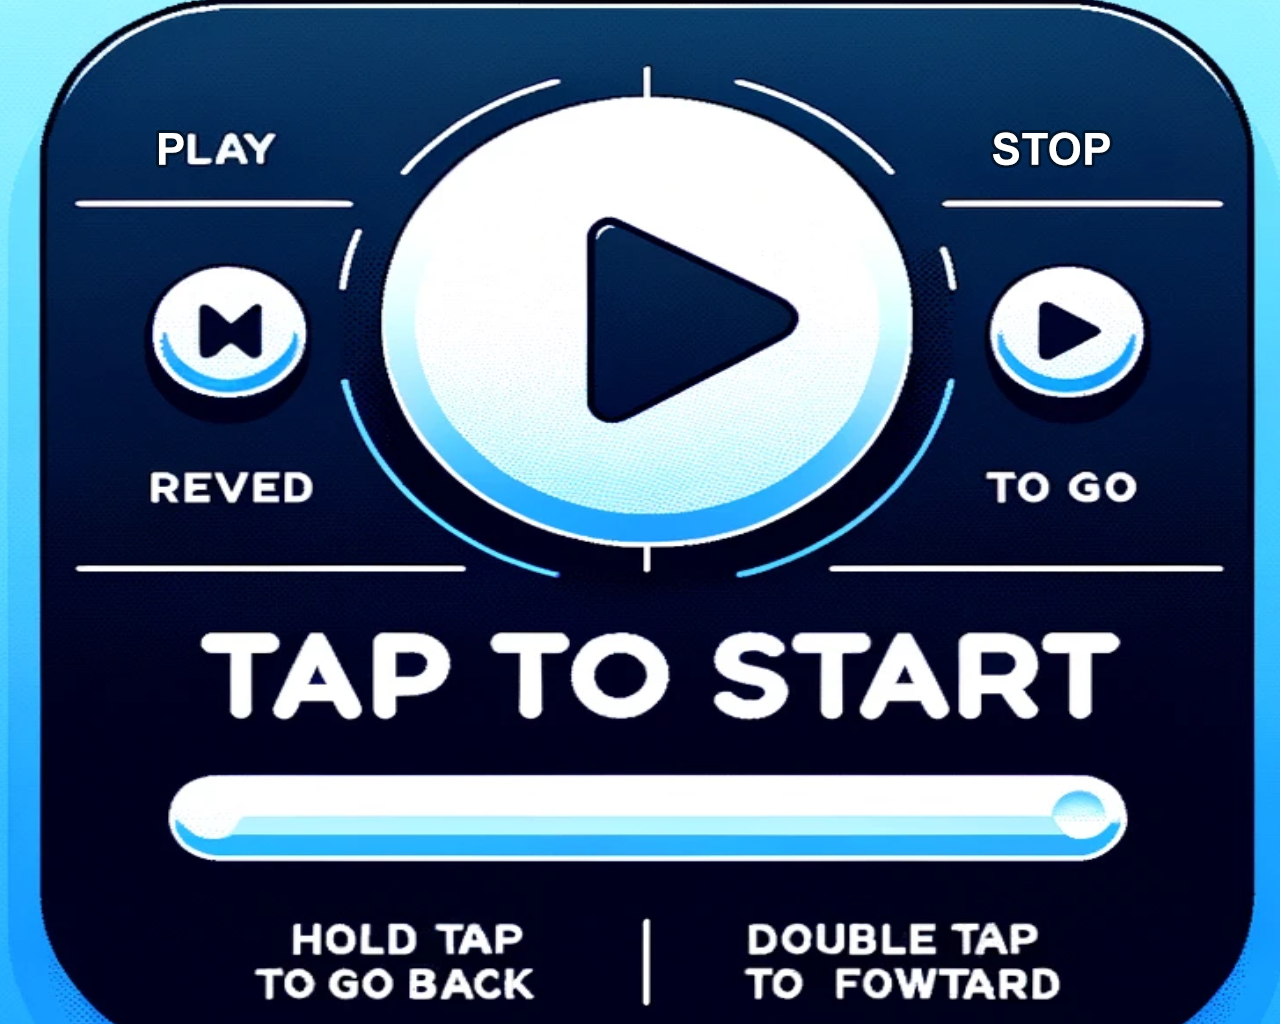 PLAY
STOP
REVED
TO GO
TAP TO START
HOLD TAP
TO GO BACK
DOUBLE TAP
TO FOWTARD